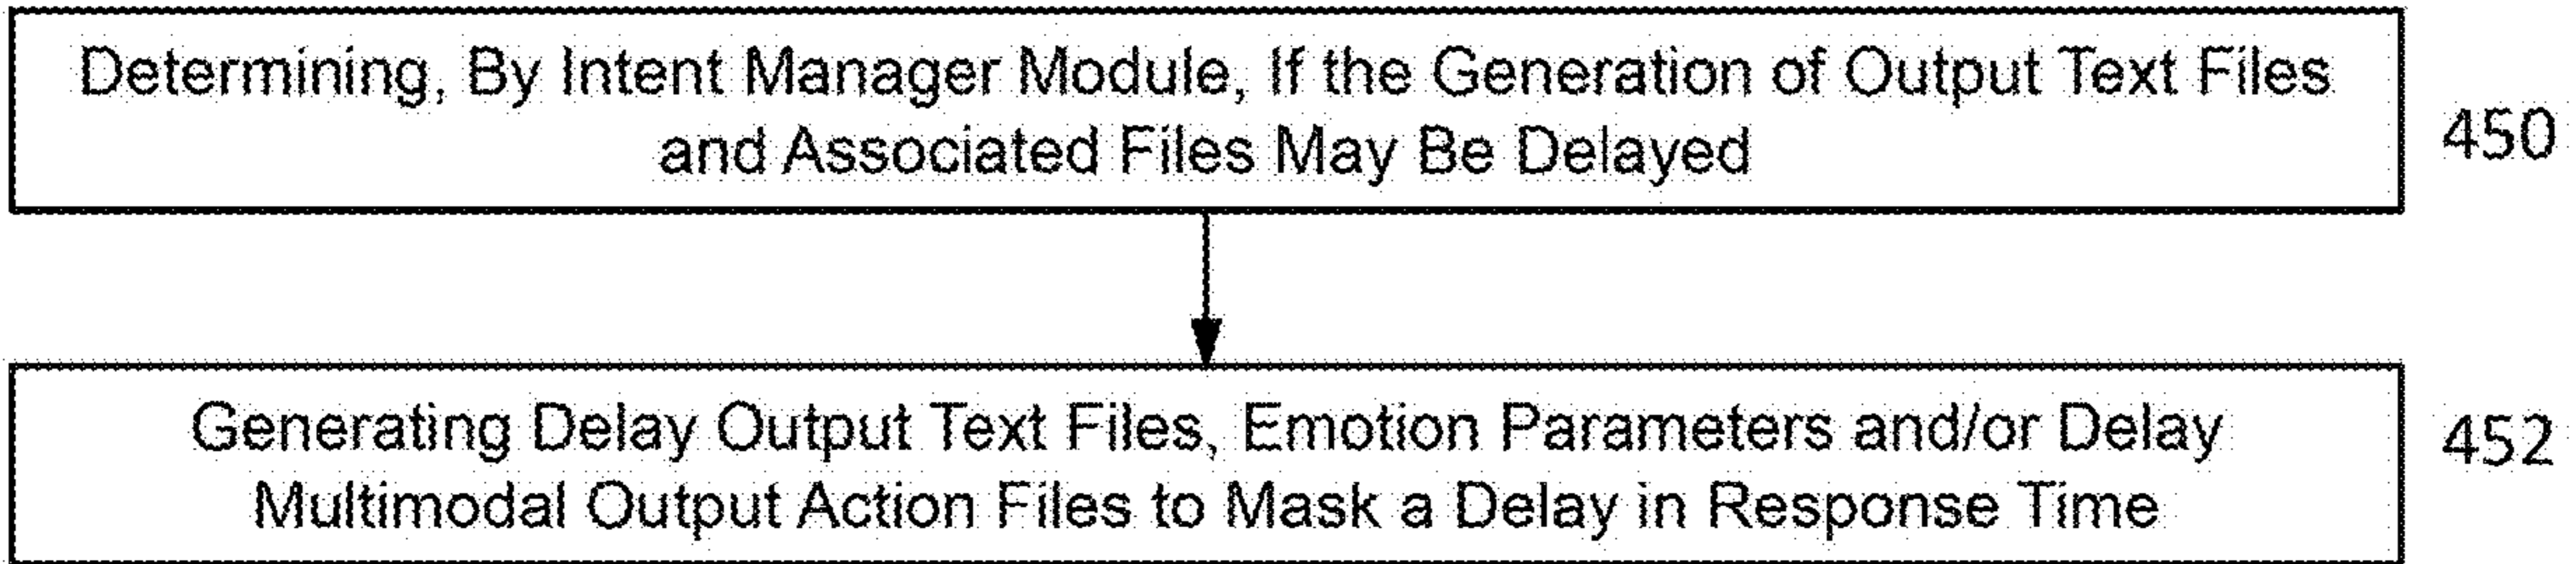 Determining, By Intent Manager Module, If the Generation of Output Text Files
and Associated Files May Be Delayed
450
Generating Delay Output Text Files, Emotion Parameters and/or Delay
Multimodal Output Action Files to Mask a Delay in Response Time
452